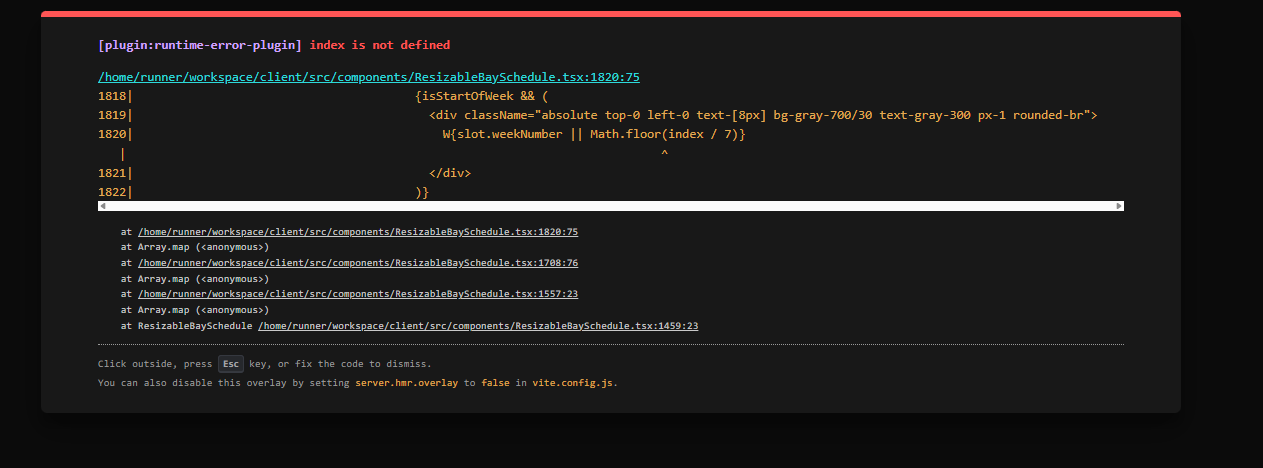 [plugin:runtime-error-plugin] index is not defined
/home/runner/workspace/client/src/components/ResizableBaySchedule.tsx:1820:75
1818|                                        {isStartOfWeek && (
1819|                                          <div className="absolute top-0 left-0 text-[8px] bg-gray-700/30 text-gray-300 px-1 rounded-br">
1820|                                            W{slot.weekNumber || Math.floor(index / 7)}
   |                                                                           ^
1821|                                          </div>
1822|                                        )}
at /home/runner/workspace/client/src/components/ResizableBaySchedule.tsx:1820:75
at Array.map (<anonymous>)
at /home/runner/workspace/client/src/components/ResizableBaySchedule.tsx:1708:76
at Array.map (<anonymous>)
at /home/runner/workspace/client/src/components/ResizableBaySchedule.tsx:1557:23
at Array.map (<anonymous>)
at ResizableBaySchedule /home/runner/workspace/client/src/components/ResizableBaySchedule.tsx:1459:23
Click outside, press Esc key, or fix the code to dismiss.
You can also disable this overlay by setting server.hmr.overlay to false in vite.config.js.